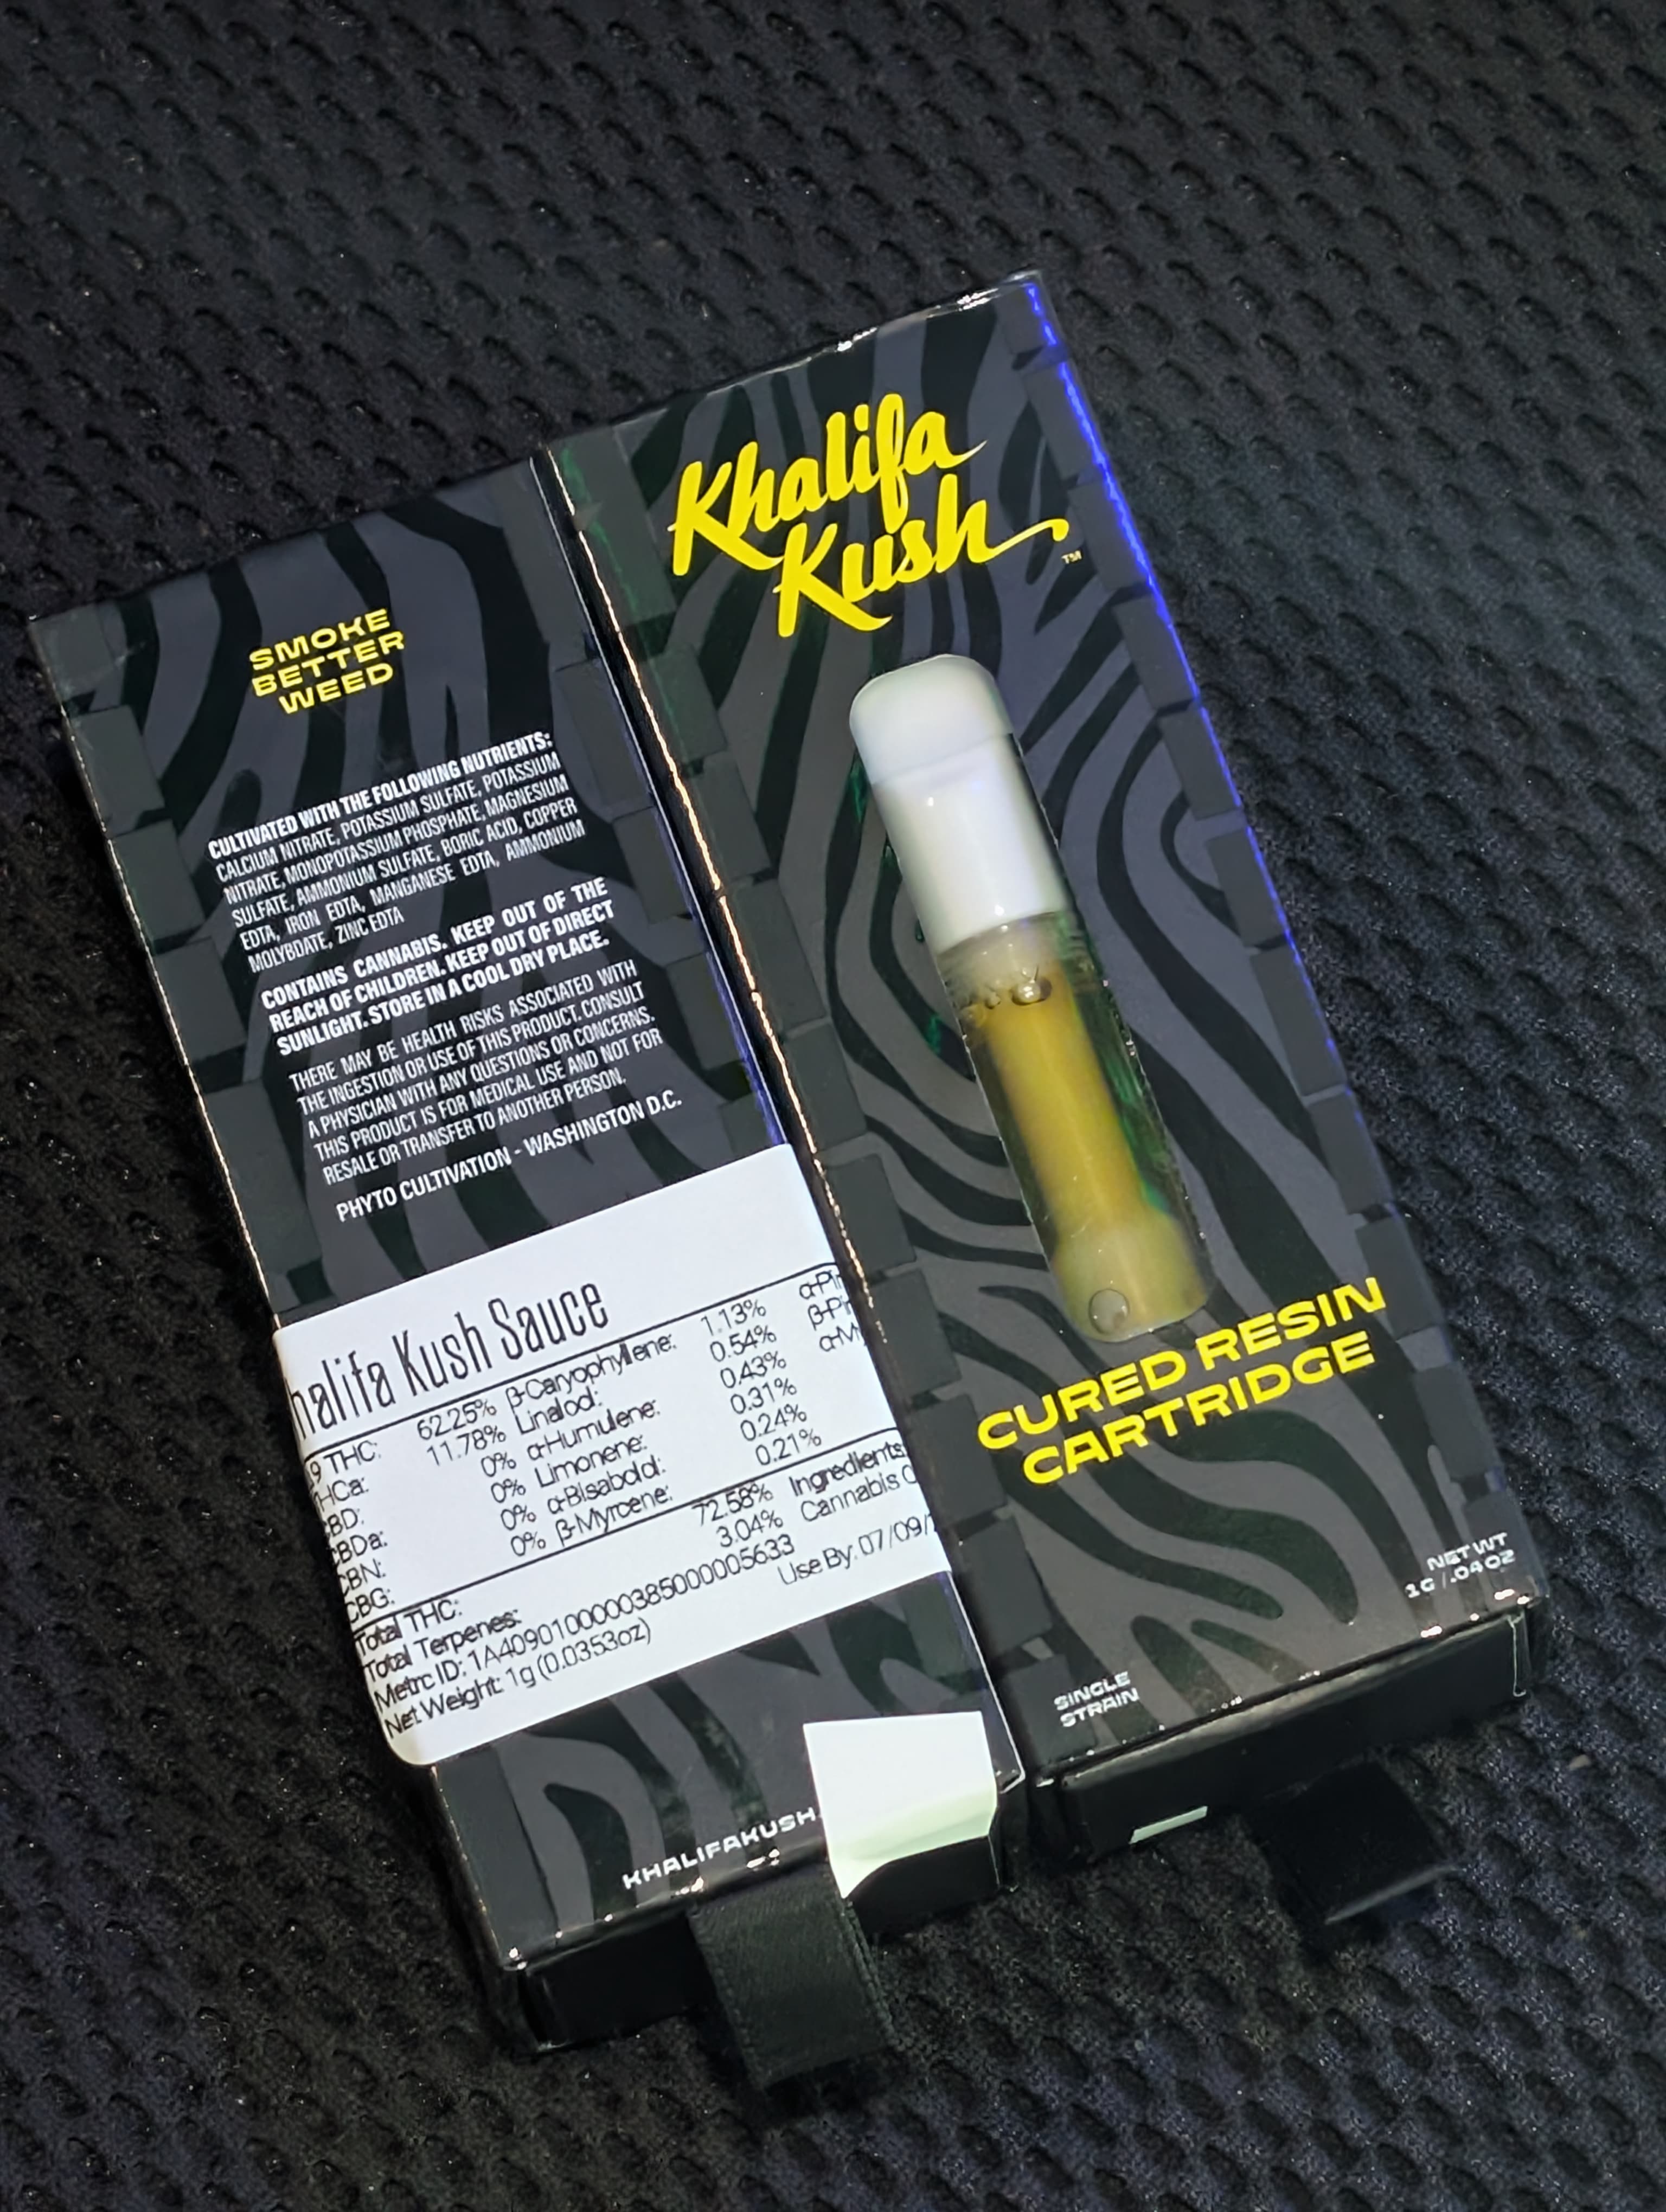 SMOKE
BETTER
WEED
CULTIVATED WITH THE FOLLOWING NUTRIENTS:
CALCIUM NITRATE, POTASSIUM SULFATE, POTASSIUM
NITRATE, MONOPOTASSIUM PHOSPHATE, MAGNESIUM
SULFATE, AMMONIUM SULFATE, BORIC ACID, COPPER
EDTA, IRON EDTA, MANGANESE EDTA, AMMONIUM
MOLYBDATE, ZINC EDTA
CONTAINS CANNABIS. KEEP OUT OF THE
REACH OF CHILDREN. KEEP OUT OF DIRECT
SUNLIGHT. STORE IN A COOL DRY PLACE.
THERE MAY BE HEALTH RISKS ASSOCIATED WITH
THE INGESTION OR USE OF THIS PRODUCT. CONSULT
A PHYSICIAN WITH ANY QUESTIONS OR CONCERNS.
THIS PRODUCT IS FOR MEDICAL USE AND NOT FOR
RESALE OR TRANSFER TO ANOTHER PERSON.
PHYTO CULTIVATION - WASHINGTON D.C.
halifa Kush Sauce
9 THC: 62.25% β-Caryophyllene: 1.13% α-Pin
HCa: 11.78% Linalool: 0.54% β-Pin
CBD: 0% α-Humulene: 0.43% α-M
CBDa: 0% Limonene: 0.31%
CBN: 0% α-Bisabolol: 0.24%
CBG: 0% β-Myrcene: 0.21%
Total THC: 72.58% Ingredients
Total Terpenes: 3.04% Cannabis
Metrc ID: 1A4090100000385000005633
Net Weight: 1g (0.0353oz) Use By: 07/09/
KHALIFAKUSH.
Khalifa
Kush
TM
CURED RESIN
CARTRIDGE
NET WT
1G / .04 OZ
SINGLE
STRAIN